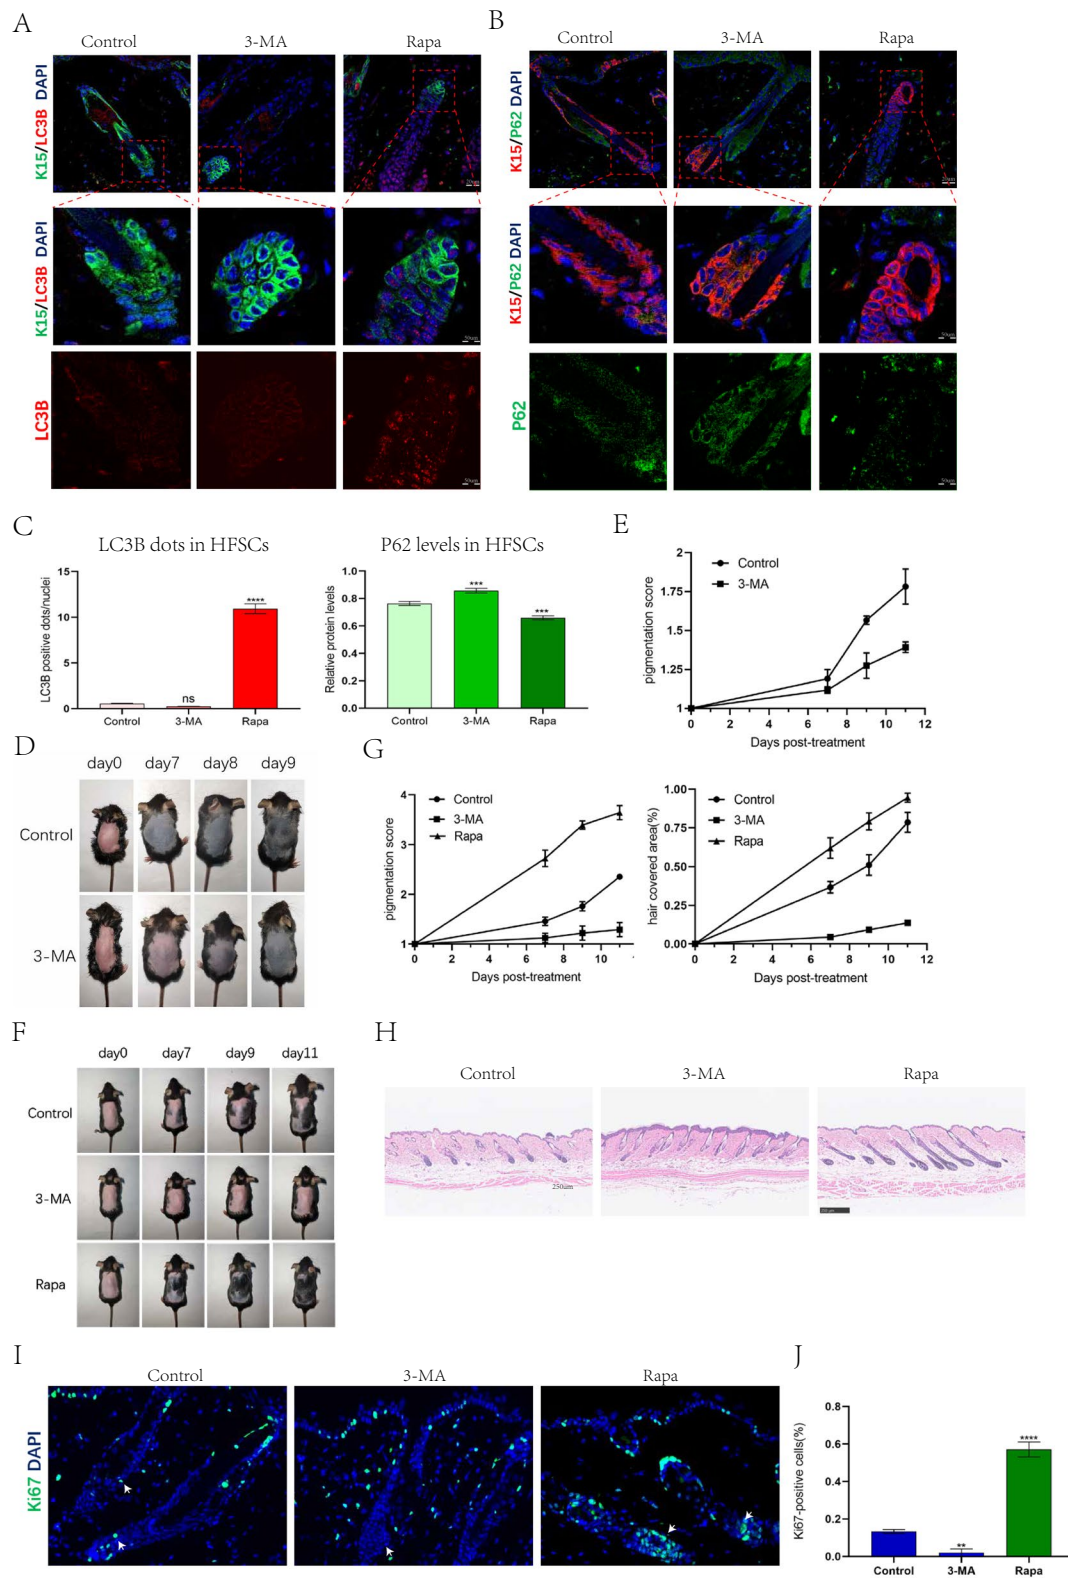 A
Control 3-MA Rapa
K15/LC3B DAPI
K15/LC3B DAPI
LC3B
B
Control 3-MA Rapa
K15/P62 DAPI
K15/P62 DAPI
P62
20um
50um
50um
20um
50um
50um
C
LC3B dots in HFSCs
LC3B positive dots/nuclei
15
10
5
0
ns
****
Control 3-MA Rapa
P62 levels in HFSCs
Relative protein levels
1.0
0.8
0.6
0.4
0.2
0.0
***
***
Control 3-MA Rapa
E
pigmentation score
2
1.75
1.5
1.25
1
Control
3-MA
0 2 4 6 8 10 12
Days post-treatment
D
day0 day7 day8 day9
Control
3-MA
G
pigmentation score
4
3
2
1
Control
3-MA
Rapa
0 2 4 6 8 10
Days post-treatment
hair covered area(%)
1.00
0.75
0.50
0.25
0.00
Control
3-MA
Rapa
0 2 4 6 8 10 12
Days post-treatment
F
day0 day7 day9 day11
Control
3-MA
Rapa
H
Control 3-MA Rapa
250um
I
Control 3-MA Rapa
Ki67 DAPI
J
Ki67-positive cells(%)
0.8
0.6
0.4
0.2
0.0
**
****
Control 3-MA Rapa